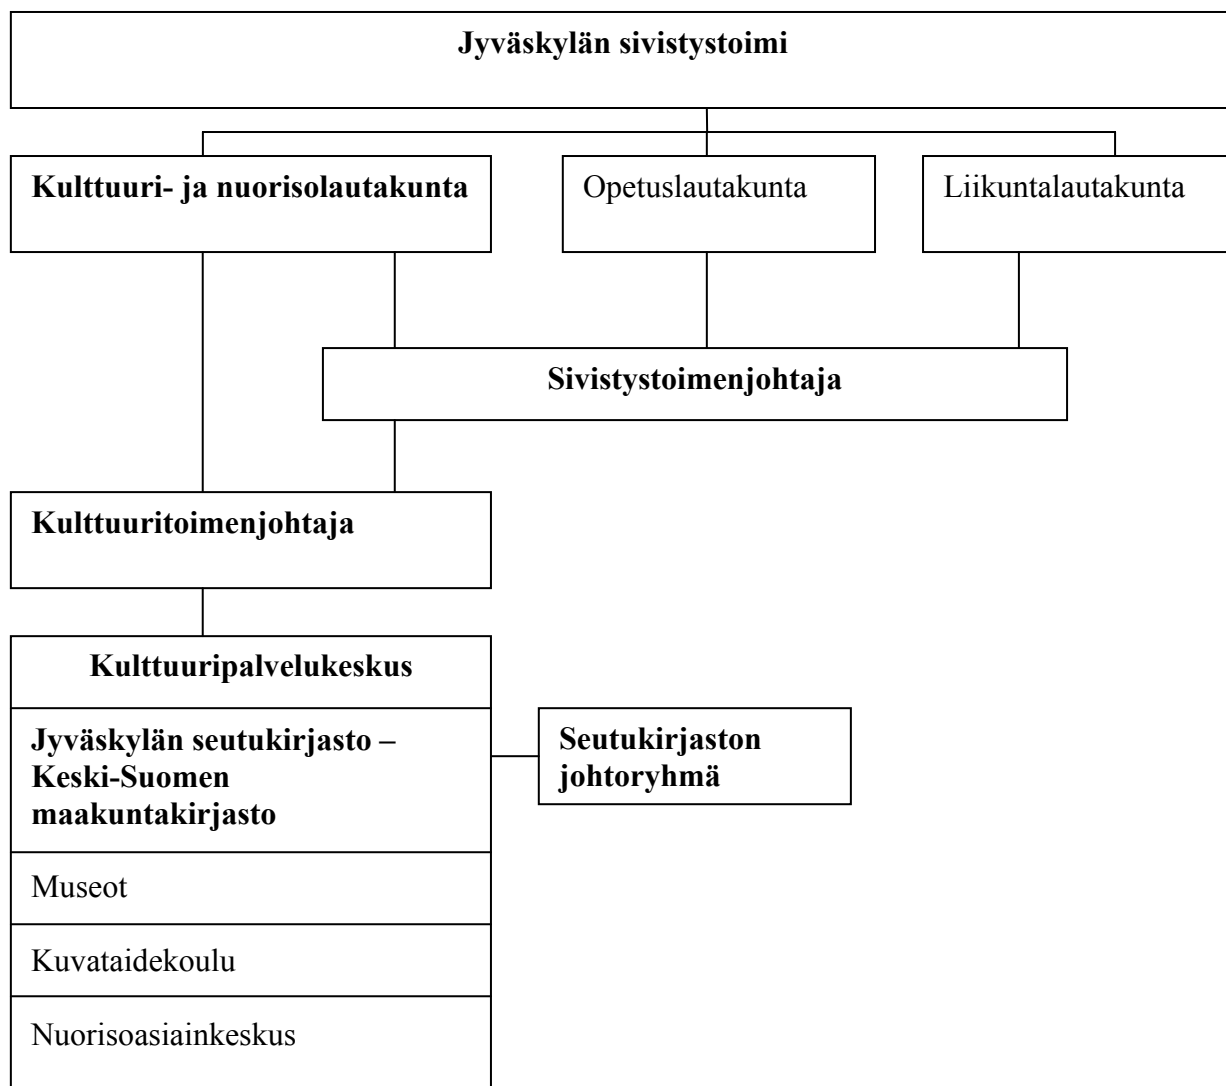 Jyväskylän sivistystoimi
Kulttuuri- ja nuorisolautakunta
Opetuslautakunta
Liikuntalautakunta
Sivistystoimenjohtaja
Kulttuuritoimenjohtaja
Kulttuuripalvelukeskus
Jyväskylän seutukirjasto –
Keski-Suomen
maakuntakirjasto
Seutukirjaston
johtoryhmä
Museot
Kuvataidekoulu
Nuorisoasiainkeskus